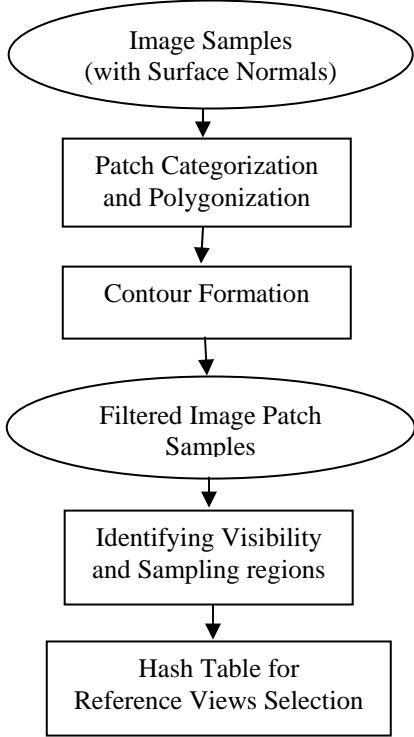 Image Samples
(with Surface Normals)
Patch Categorization
and Polygonization
Contour Formation
Filtered Image Patch
Samples
Identifying Visibility
and Sampling regions
Hash Table for
Reference Views Selection